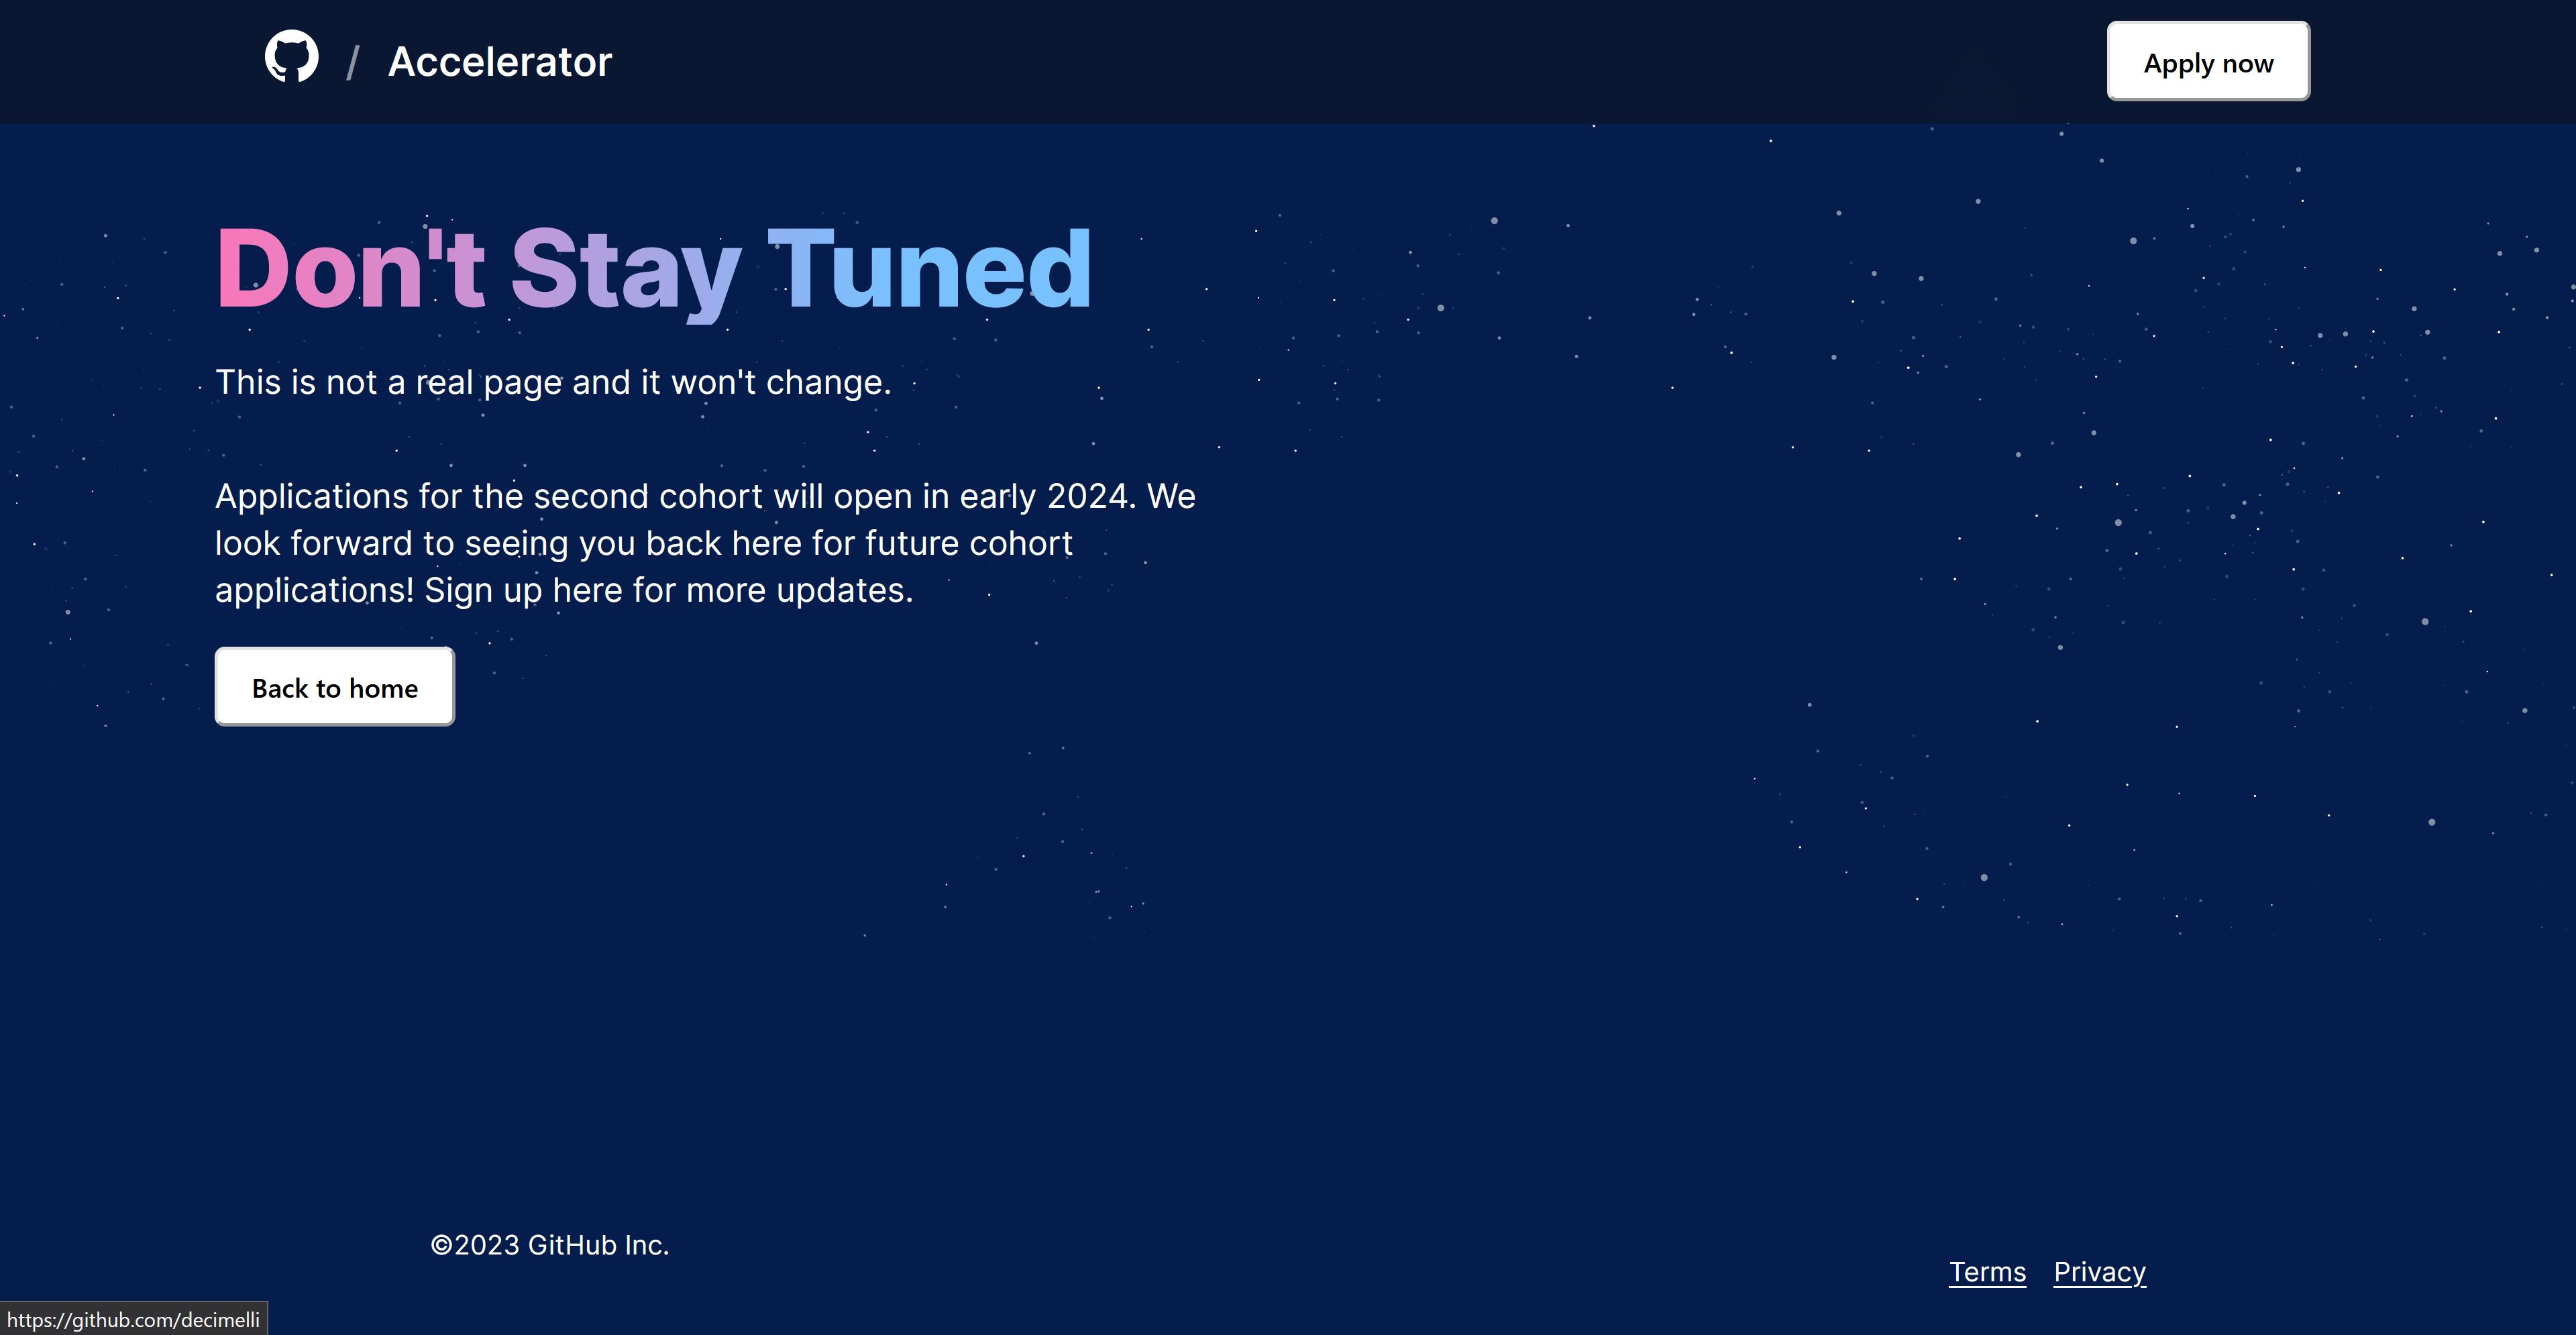 / Accelerator
Apply now
Don't Stay Tuned
This is not a real page and it won't change.
Applications for the second cohort will open in early 2024. We
look forward to seeing you back here for future cohort
applications! Sign up here for more updates.
Back to home
©2023 GitHub Inc.
Terms Privacy
https://github.com/decimelli